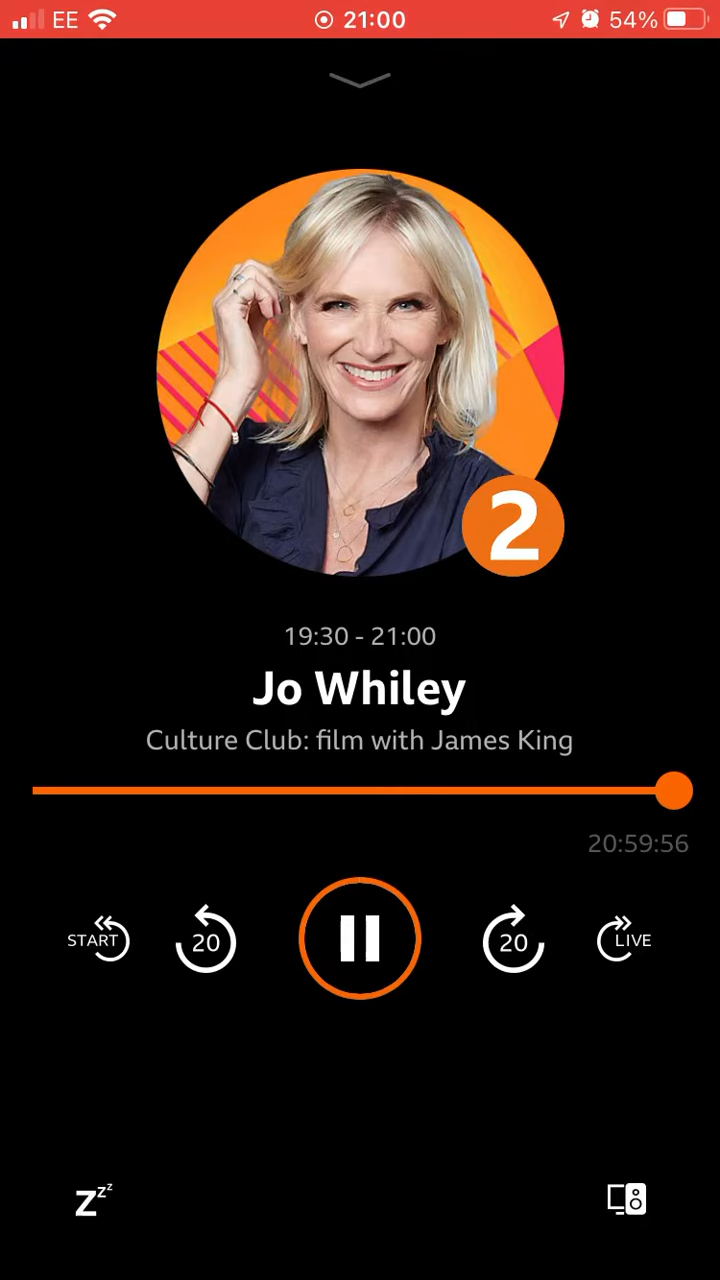 EE 21:00 54%
2
19:30 - 21:00
Jo Whiley
Culture Club: film with James King
20:59:56
START 20 20 LIVE
zzz